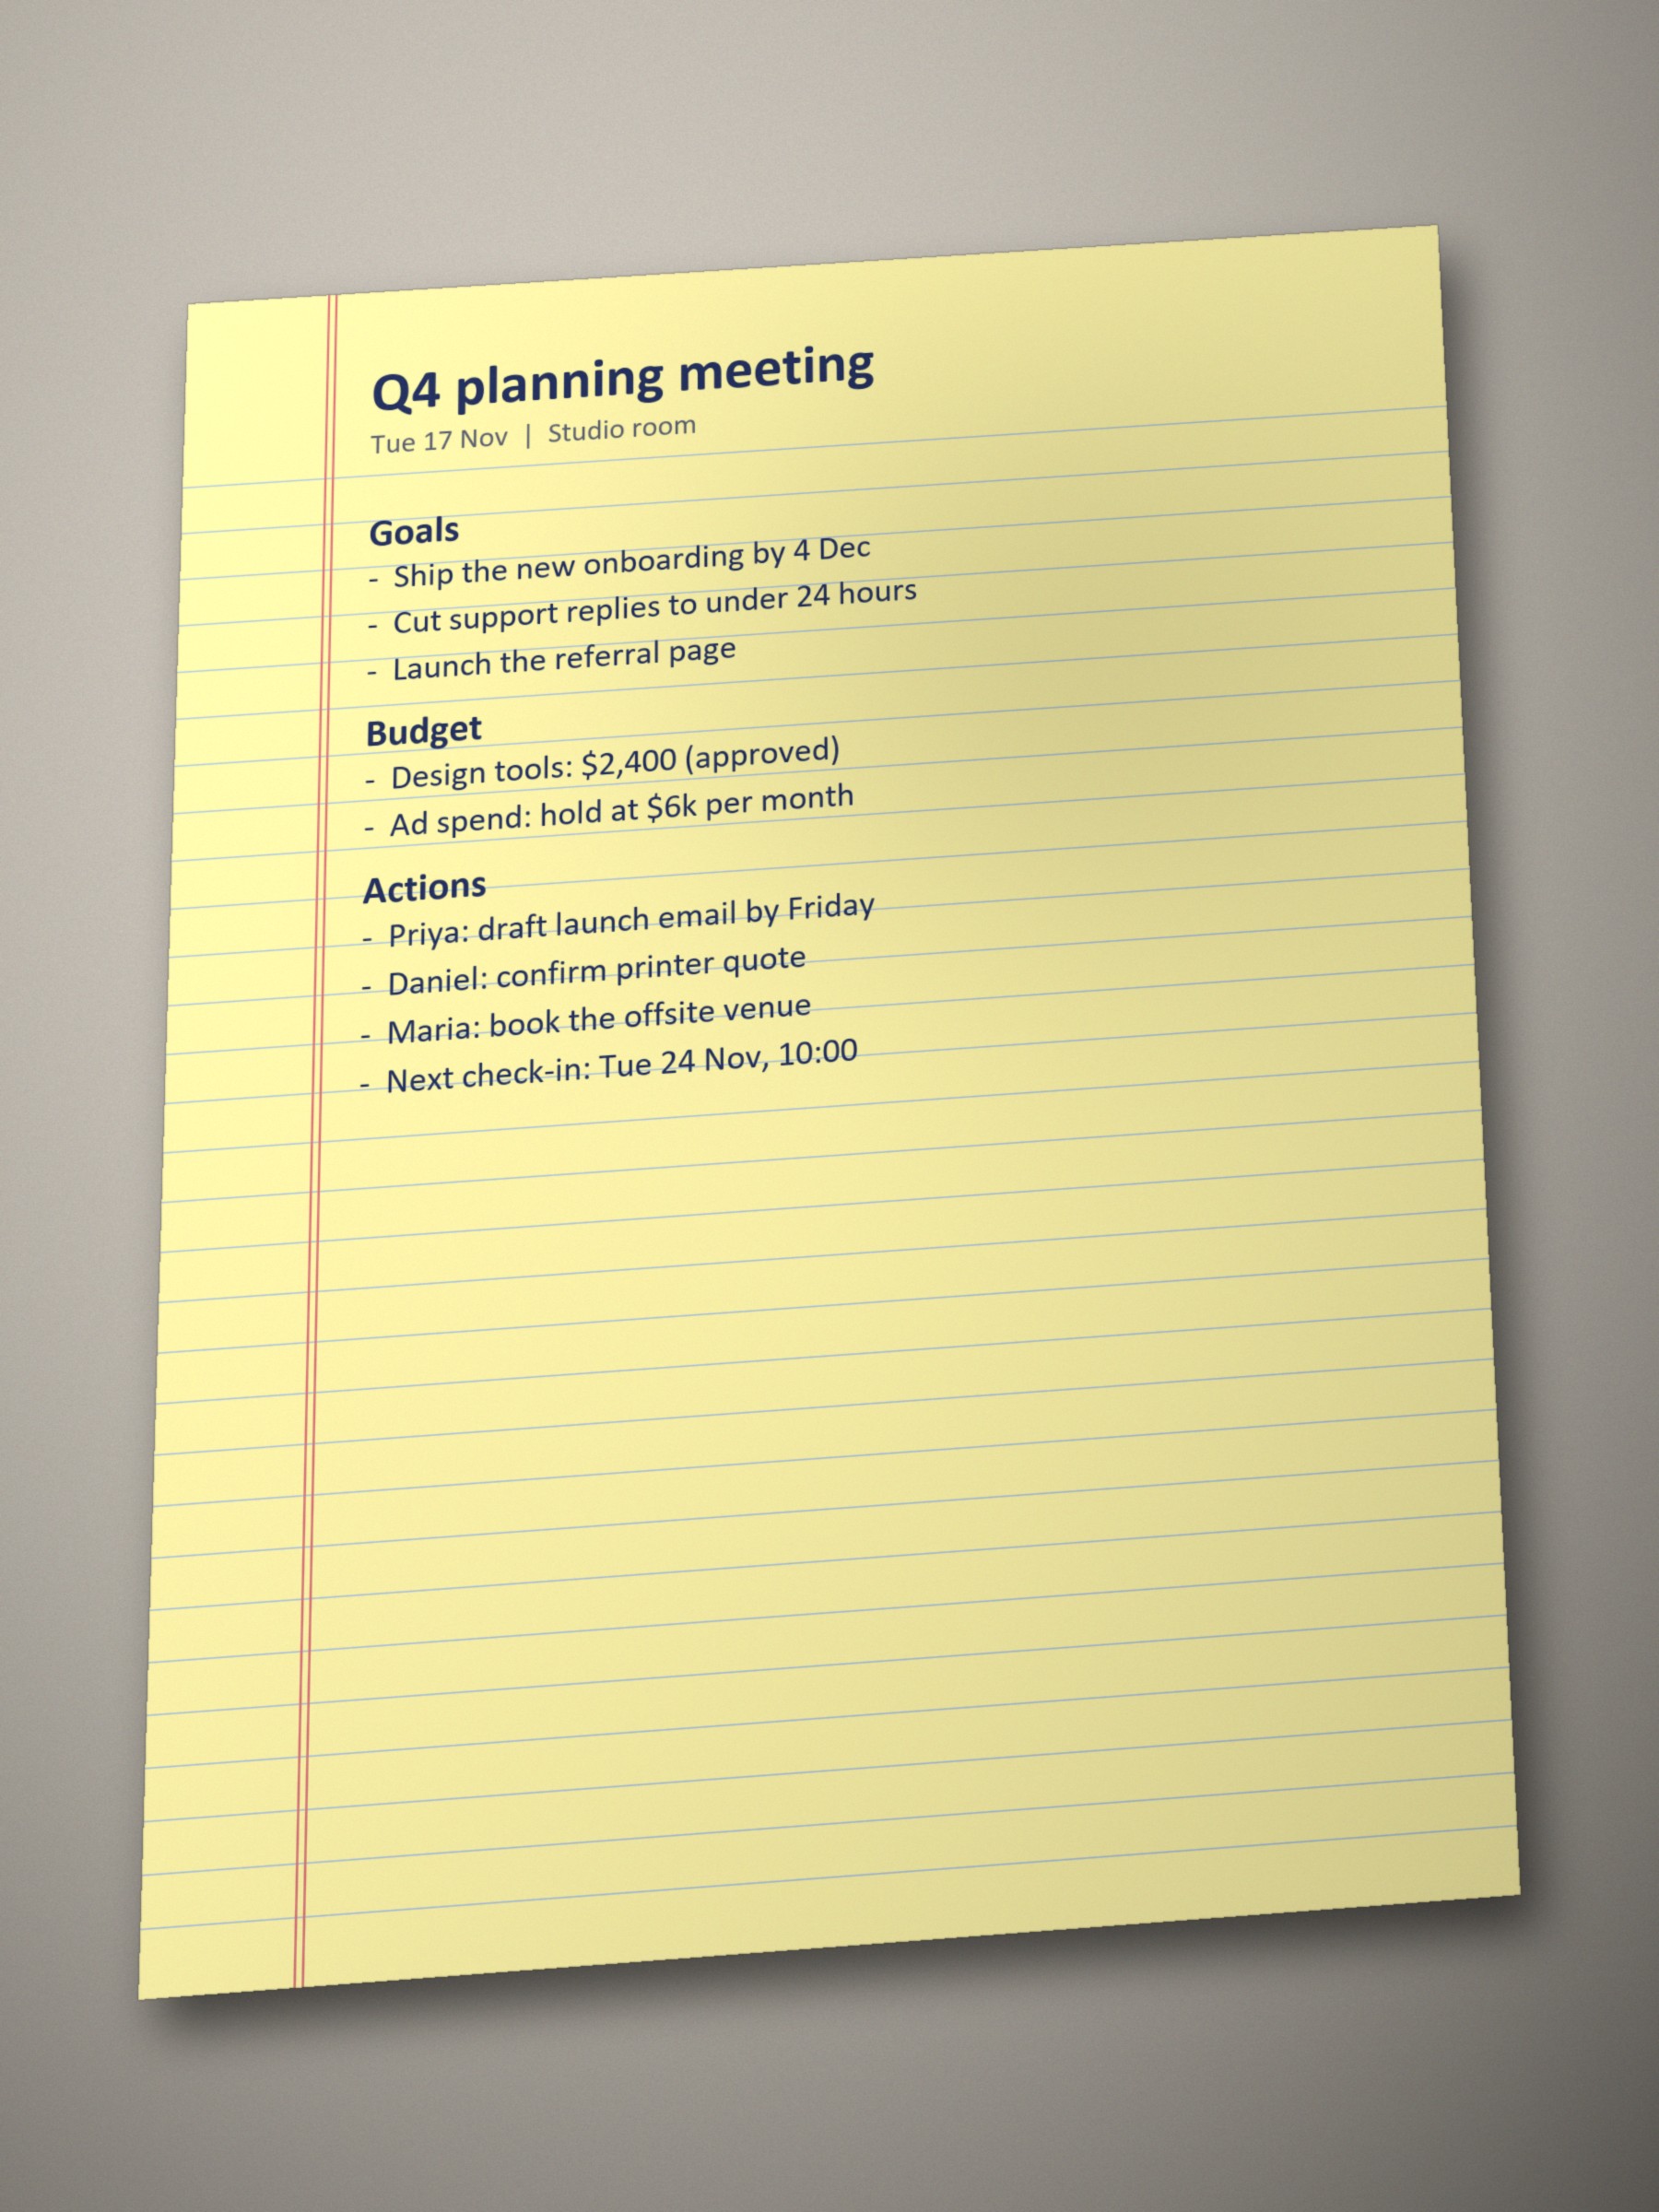 Q4 planning meeting
Tue 17 Nov | Studio room
Goals
- Ship the new onboarding by 4 Dec
- Cut support replies to under 24 hours
- Launch the referral page
Budget
- Design tools: $2,400 (approved)
- Ad spend: hold at $6k per month
Actions
- Priya: draft launch email by Friday
- Daniel: confirm printer quote
- Maria: book the offsite venue
- Next check-in: Tue 24 Nov, 10:00